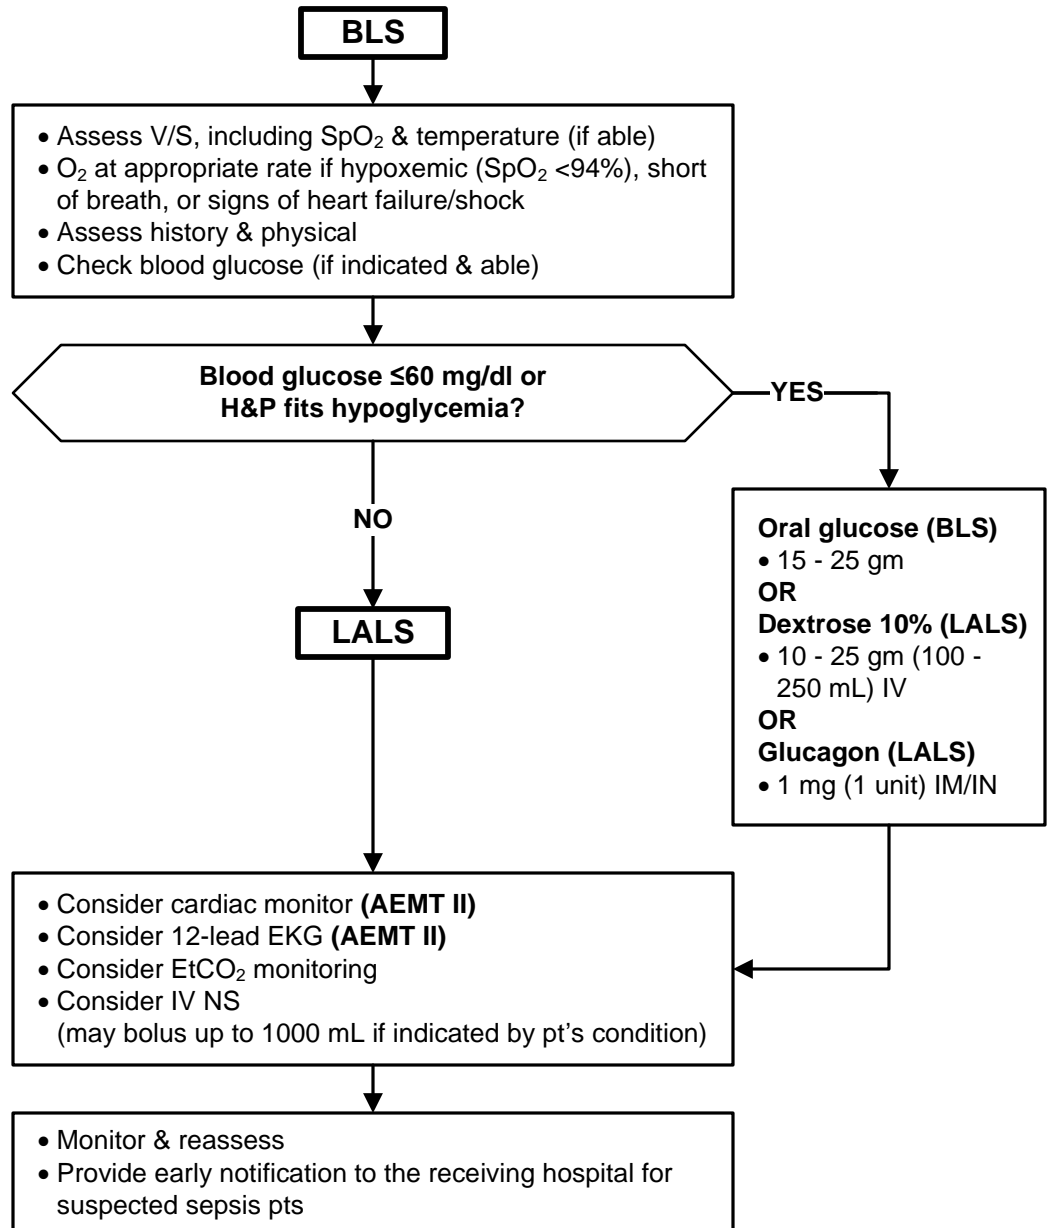 BLS
• Assess V/S, including SpO₂ & temperature (if able)
• O₂ at appropriate rate if hypoxemic (SpO₂ <94%), short
of breath, or signs of heart failure/shock
• Assess history & physical
• Check blood glucose (if indicated & able)
Blood glucose ≤60 mg/dl or
H&P fits hypoglycemia?
YES
NO
Oral glucose (BLS)
• 15 - 25 gm
OR
Dextrose 10% (LALS)
• 10 - 25 gm (100 -
250 mL) IV
OR
Glucagon (LALS)
• 1 mg (1 unit) IM/IN
LALS
• Consider cardiac monitor (AEMT II)
• Consider 12-lead EKG (AEMT II)
• Consider EtCO₂ monitoring
• Consider IV NS
(may bolus up to 1000 mL if indicated by pt's condition)
• Monitor & reassess
• Provide early notification to the receiving hospital for
suspected sepsis pts